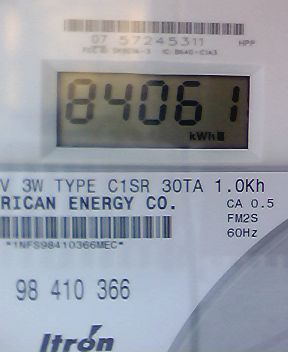 07 57245311 HPP
84061
kWh
V 3W TYPE C1SR 30TA 1.0Kh
RICAN ENERGY CO. CA 0.5
FM2S
*1NFS98410366MEC* 60Hz
98 410 366
Itron